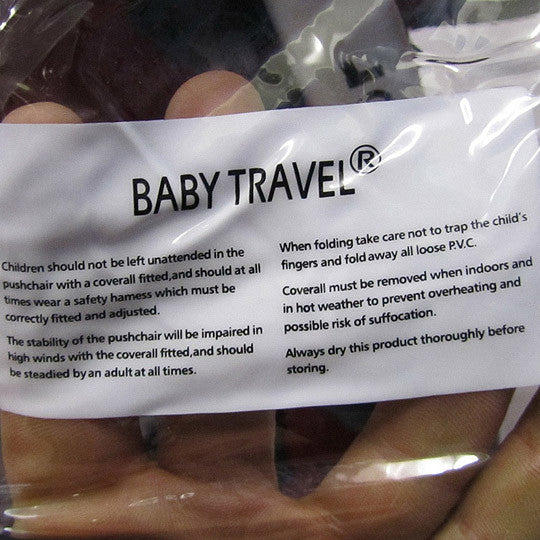 BABY TRAVEL®
Children should not be left unattended in the
pushchair with a coverall fitted,and should at all
times wear a safety harness which must be
correctly fitted and adjusted.
The stability of the pushchair will be impaired in
high winds with the coverall fitted,and should
be steadied by an adult at all times.
When folding take care not to trap the child's
fingers and fold away all loose P.V.C.
Coverall must be removed when indoors and
in hot weather to prevent overheating and
possible risk of suffocation.
Always dry this product thoroughly before
storing.